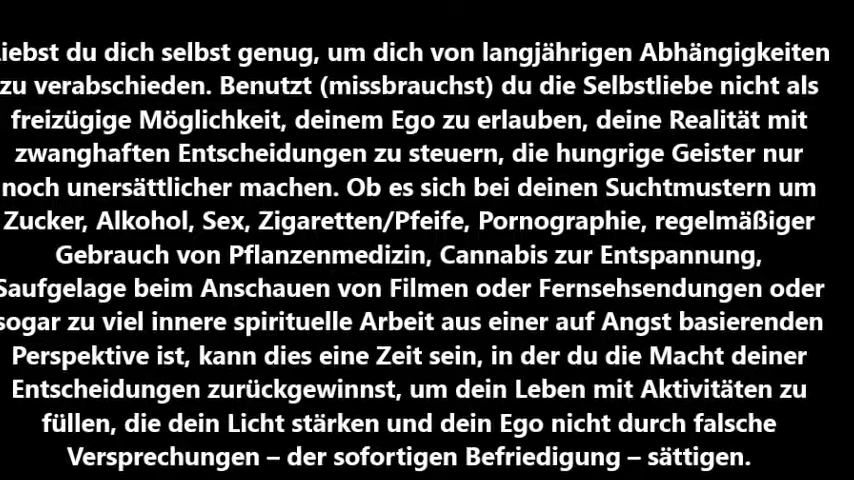 iebst du dich selbst genug, um dich von langjährigen Abhängigkeiten
zu verabschieden. Benutzt (missbrauchst) du die Selbstliebe nicht als
freizügige Möglichkeit, deinem Ego zu erlauben, deine Realität mit
zwanghaften Entscheidungen zu steuern, die hungrige Geister nur
noch unersättlicher machen. Ob es sich bei deinen Suchtmustern um
Zucker, Alkohol, Sex, Zigaretten/Pfeife, Pornographie, regelmäßiger
Gebrauch von Pflanzenmedizin, Cannabis zur Entspannung,
Saufgelage beim Anschauen von Filmen oder Fernsehsendungen oder
sogar zu viel innere spirituelle Arbeit aus einer auf Angst basierenden
Perspektive ist, kann dies eine Zeit sein, in der du die Macht deiner
Entscheidungen zurückgewinnst, um dein Leben mit Aktivitäten zu
füllen, die dein Licht stärken und dein Ego nicht durch falsche
Versprechungen – der sofortigen Befriedigung – sättigen.